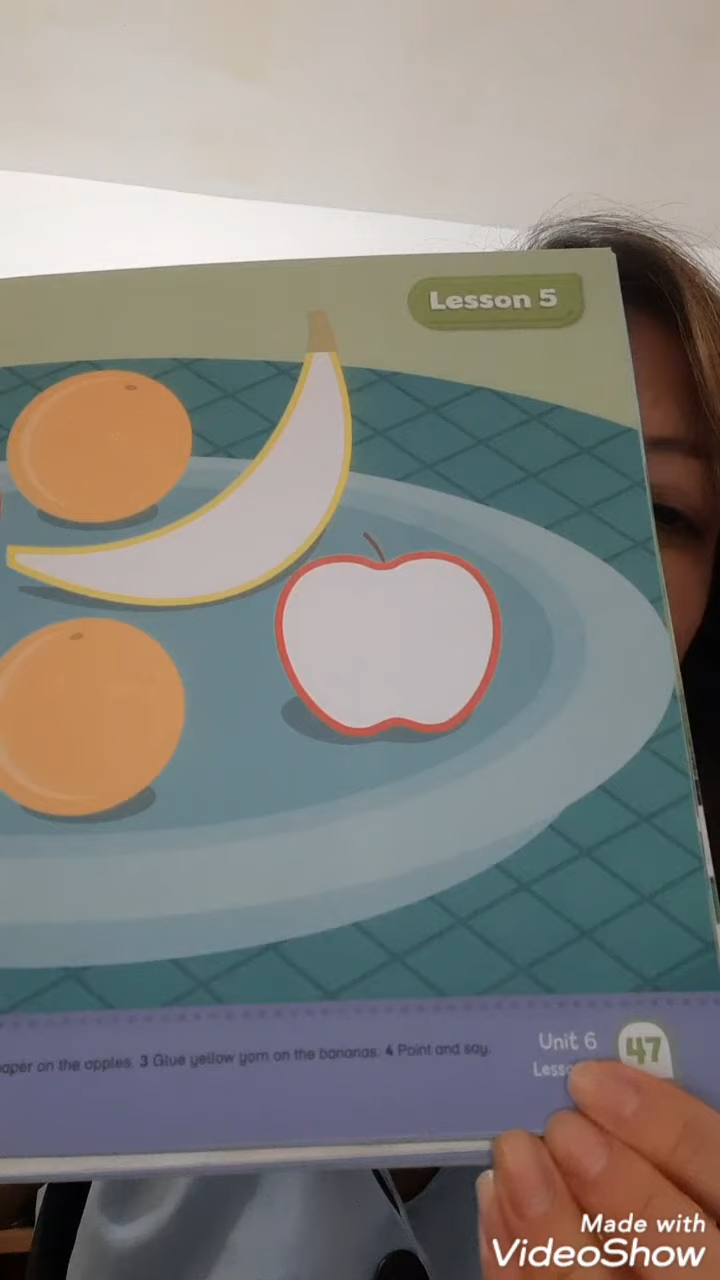 Lesson 5
aper on the apples. 3 Glue yellow yarn on the bananas. 4 Point and say.
Unit 6
47
Made with
VideoShow